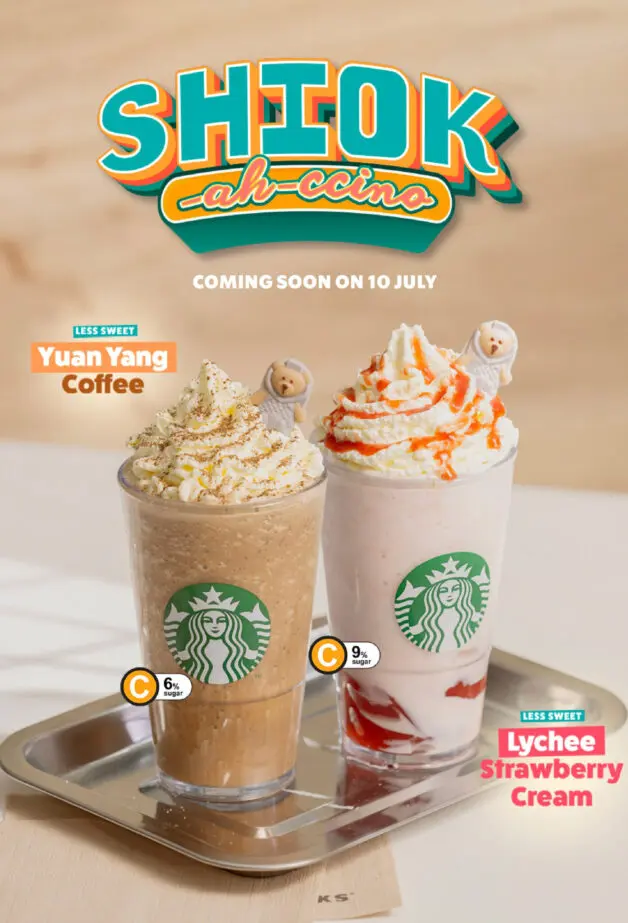 SHIOK
-ah-ccino
COMING SOON ON 10 JULY
LESS SWEET
Yuan Yang
Coffee
C 6%
sugar
C 9%
sugar
LESS SWEET
Lychee
Strawberry
Cream
KS